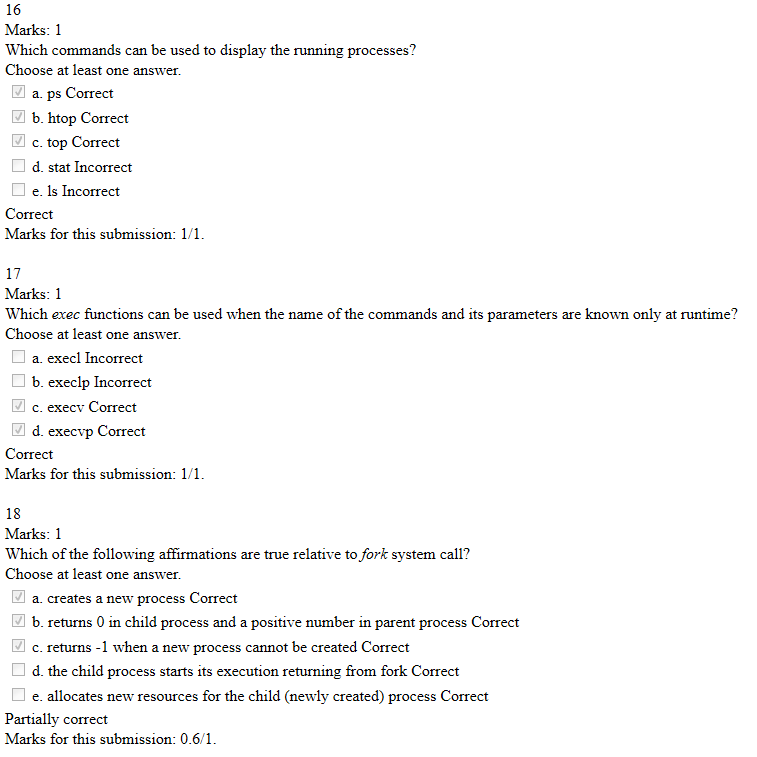 16
Marks: 1
Which commands can be used to display the running processes?
Choose at least one answer.
a. ps Correct
b. htop Correct
c. top Correct
d. stat Incorrect
e. ls Incorrect
Correct
Marks for this submission: 1/1.
17
Marks: 1
Which exec functions can be used when the name of the commands and its parameters are known only at runtime?
Choose at least one answer.
a. execl Incorrect
b. execlp Incorrect
c. execv Correct
d. execvp Correct
Correct
Marks for this submission: 1/1.
18
Marks: 1
Which of the following affirmations are true relative to fork system call?
Choose at least one answer.
a. creates a new process Correct
b. returns 0 in child process and a positive number in parent process Correct
c. returns -1 when a new process cannot be created Correct
d. the child process starts its execution returning from fork Correct
e. allocates new resources for the child (newly created) process Correct
Partially correct
Marks for this submission: 0.6/1.